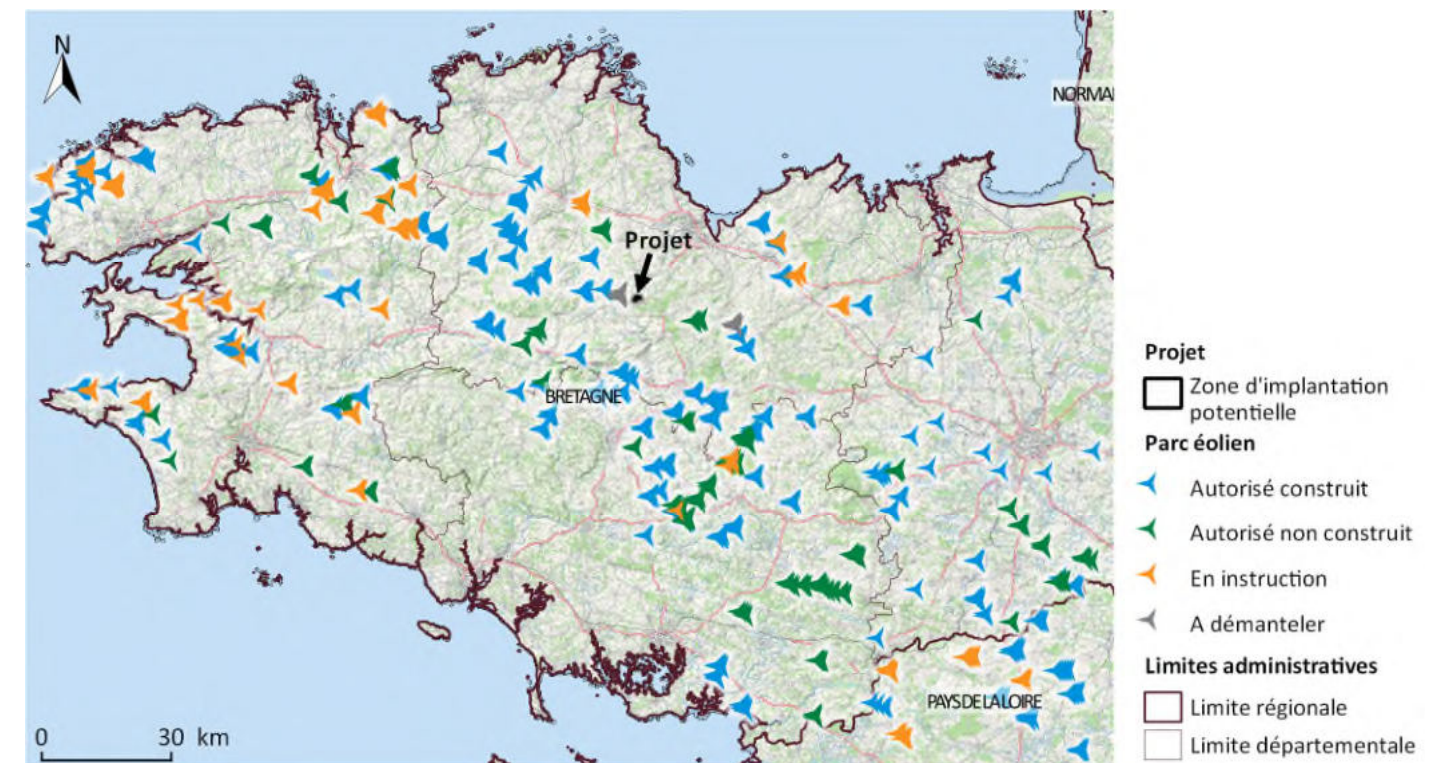 N
NORMA
Projet
BRETAGNE
PAYS DE LA LOIRE
0 30 km
Projet
Zone d'implantation
potentielle
Parc éolien
Autorisé construit
Autorisé non construit
En instruction
A démanteler
Limites administratives
Limite régionale
Limite départementale